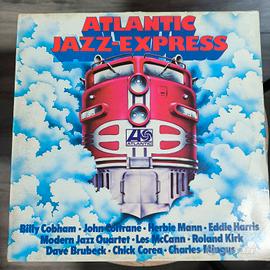 ATLANTIC
JAZZ-EXPRESS
ATLANTIC
Billy Cobham · John Coltrane · Herbie Mann · Eddie Harris
Modern Jazz Quartet · Les McCann · Roland Kirk
Dave Brubeck · Chick Corea · Charles Mingus